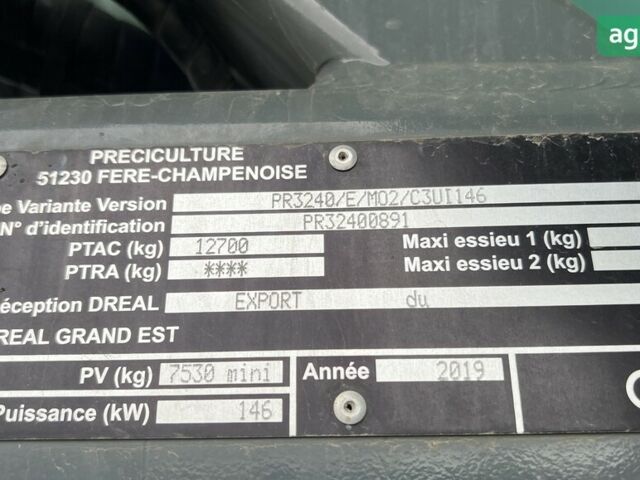 ag
PRECICULTURE
51230 FERE-CHAMPENOISE
pe Variante Version PR3240/E/M02/C3UI146
N° d'identification PR32400891
PTAC (kg) 12700 Maxi essieu 1 (kg)
PTRA (kg) **** Maxi essieu 2 (kg)
éception DREAL EXPORT du
REAL GRAND EST
PV (kg) 7530 mini Année 2019
Puissance (kW) 146